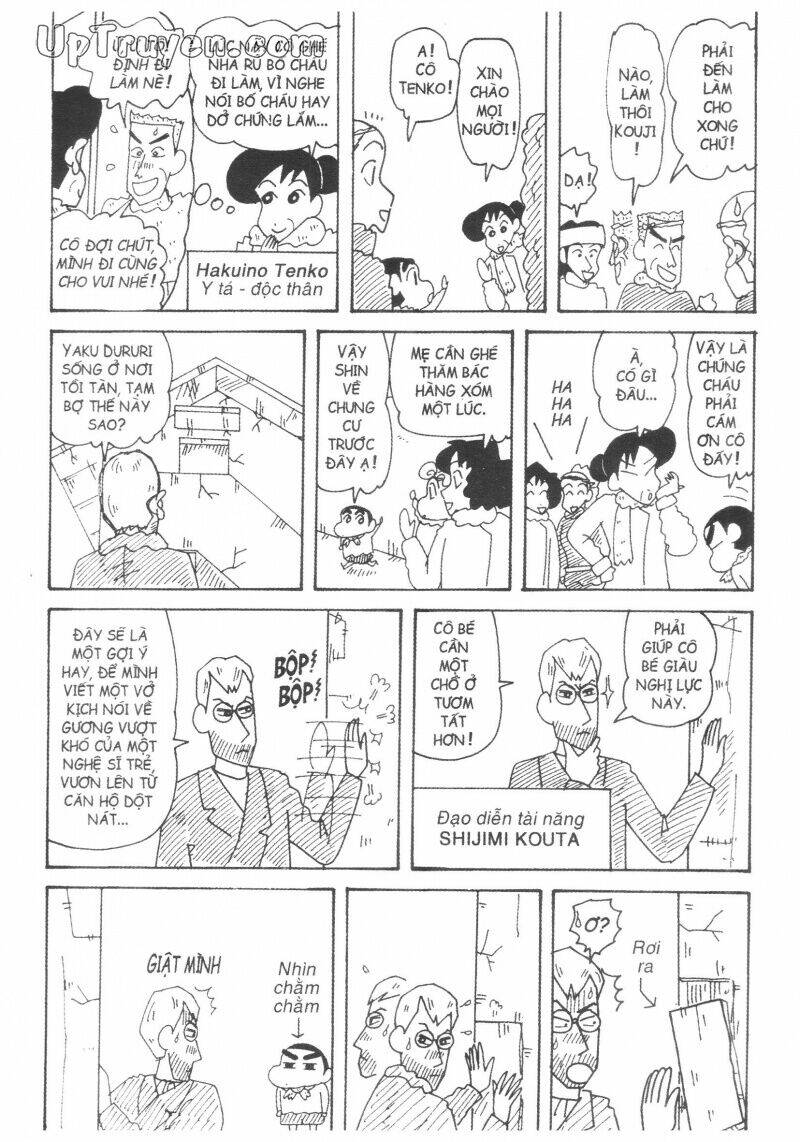 UpTruyen.com
PHẢI
ĐẾN
LÀM
CHO
XONG
CHỨ!
NÀO,
LÀM
THÔI
KOUJI!
DẠ!
XIN
CHÀO
MỌI
NGƯỜI!
A!
CÔ
TENKO!
LÚC NÃY CÔ GHÉ
NHÀ RỦ BỐ CHÁU
ĐI LÀM, VÌ NGHE
NÓI BỐ CHÁU HAY
DỞ CHỨNG LẮM...
ĐỊNH ĐI
LÀM NÈ!
CÔ ĐỢI CHÚT,
MÌNH ĐI CÙNG
CHO VUI NHÉ!
Hakuino Tenko
Y tá - độc thân
VẬY LÀ
CHÚNG
CHÁU
PHẢI
CÁM
ƠN CÔ
ĐẤY!
À,
CÓ GÌ
ĐÂU...
HA
HA
HA
MẸ CẦN GHÉ
THĂM BÁC
HÀNG XÓM
MỘT LÚC.
VẬY
SHIN
VỀ
CHUNG
CƯ
TRƯỚC
ĐÂY Ạ!
YAKU DURURI
SỐNG Ở NƠI
TỒI TÀN, TẠM
BỢ THẾ NÀY
SAO?
PHẢI
GIÚP CÔ
BÉ GIÀU
NGHỊ LỰC
NÀY.
CÔ BÉ
CẦN
MỘT
CHỖ Ở
TƯƠM
TẤT
HƠN!
Đạo diễn tài năng
SHIJIMI KOUTA
BỘP!
BỘP!
ĐÂY SẼ LÀ
MỘT GỢI Ý
HAY, ĐỂ MÌNH
VIẾT MỘT VỞ
KỊCH NÓI VỀ
GƯƠNG VƯỢT
KHÓ CỦA MỘT
NGHỆ SĨ TRẺ,
VƯƠN LÊN TỪ
CĂN HỘ DỘT
NÁT...
Ơ?
Rơi
ra
GIẬT MÌNH
Nhìn
chằm
chằm